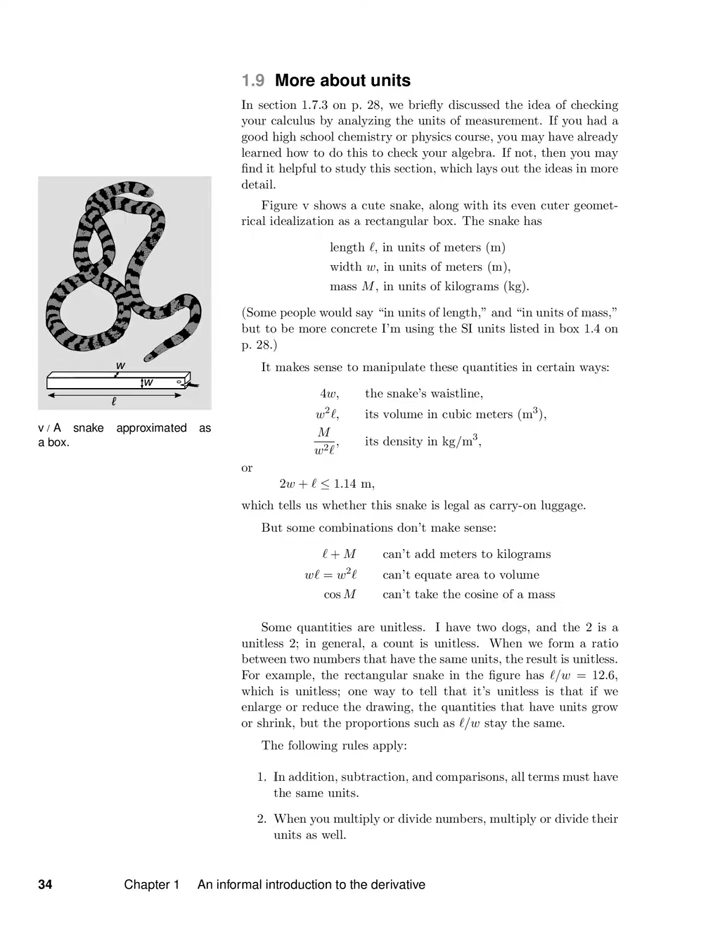 1.9 More about units
In section 1.7.3 on p. 28, we briefly discussed the idea of checking
your calculus by analyzing the units of measurement. If you had a
good high school chemistry or physics course, you may have already
learned how to do this to check your algebra. If not, then you may
find it helpful to study this section, which lays out the ideas in more
detail.
Figure v shows a cute snake, along with its even cuter geomet-
rical idealization as a rectangular box. The snake has
length ℓ, in units of meters (m)
width w, in units of meters (m),
mass M, in units of kilograms (kg).
(Some people would say “in units of length,” and “in units of mass,”
but to be more concrete I’m using the SI units listed in box 1.4 on
p. 28.)
It makes sense to manipulate these quantities in certain ways:
4w, the snake’s waistline,
w²ℓ, its volume in cubic meters (m³),
M/w²ℓ, its density in kg/m³,
or
2w + ℓ ≤ 1.14 m,
which tells us whether this snake is legal as carry-on luggage.
But some combinations don’t make sense:
ℓ + M can’t add meters to kilograms
wℓ = w²ℓ can’t equate area to volume
cos M can’t take the cosine of a mass
Some quantities are unitless. I have two dogs, and the 2 is a
unitless 2; in general, a count is unitless. When we form a ratio
between two numbers that have the same units, the result is unitless.
For example, the rectangular snake in the figure has ℓ/w = 12.6,
which is unitless; one way to tell that it’s unitless is that if we
enlarge or reduce the drawing, the quantities that have units grow
or shrink, but the proportions such as ℓ/w stay the same.
The following rules apply:
1. In addition, subtraction, and comparisons, all terms must have
the same units.
2. When you multiply or divide numbers, multiply or divide their
units as well.
w
w
ℓ
v / A snake approximated as
a box.
34 Chapter 1 An informal introduction to the derivative